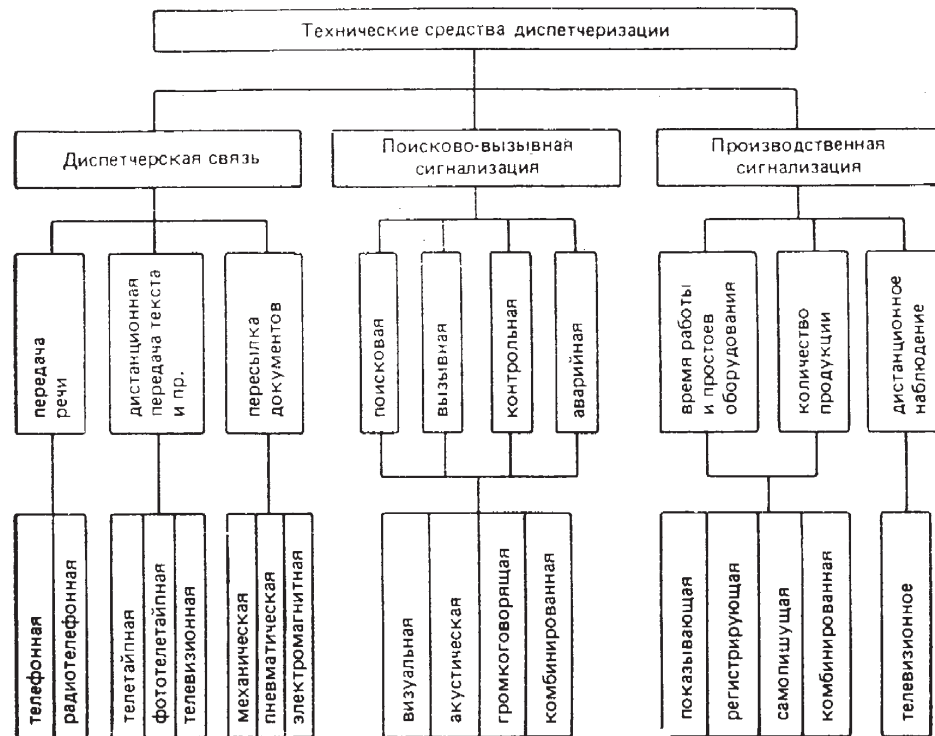 Технические средства диспетчеризации
Диспетчерская связь
Поисково-вызывная
сигнализация
Производственная
сигнализация
передача
речи
дистанционная
передача текста
и пр.
пересылка
документов
поисковая
вызывная
контрольная
аварийная
время работы
и простоев
оборудования
количество
продукции
дистанционное
наблюдение
телефонная
радиотелефонная
телетайпная
фототелетайпная
телевизионная
механическая
пневматическая
электромагнитная
визуальная
акустическая
громкоговорящая
комбинированная
показывающая
регистрирующая
самопишущая
комбинированная
телевизионное